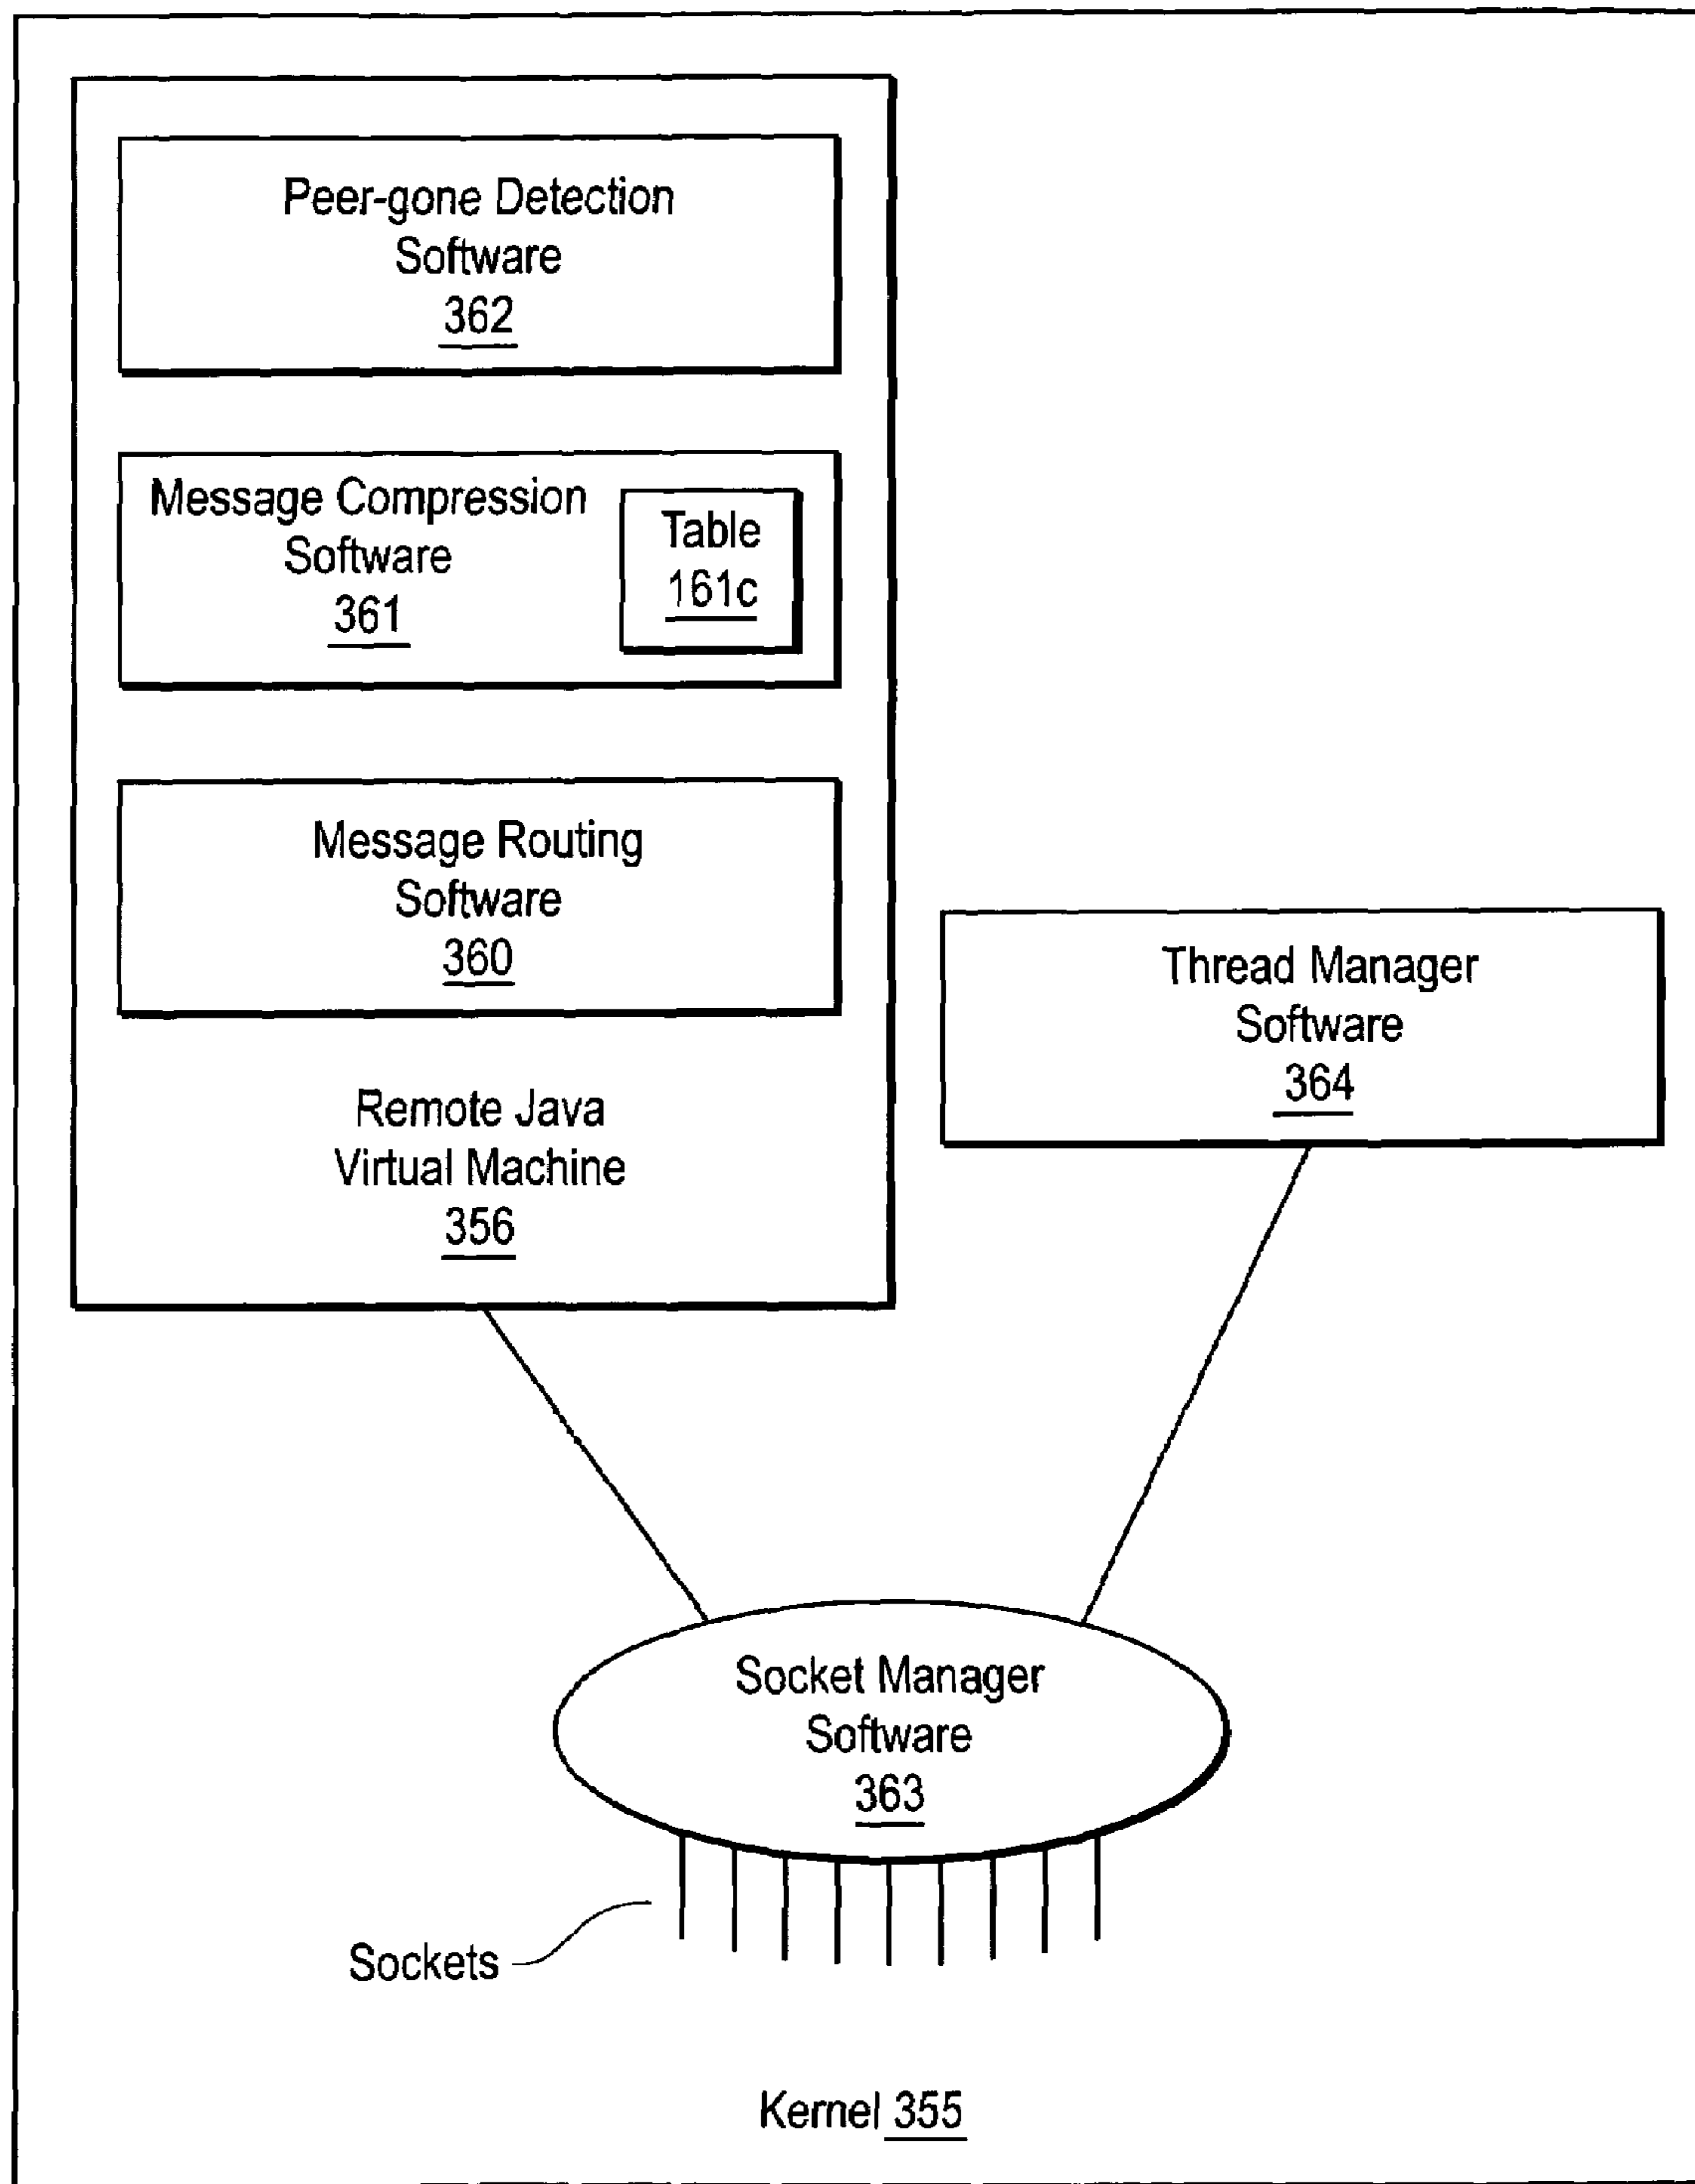 Peer-gone Detection
Software
362
Message Compression
Software
361
Table
161c
Message Routing
Software
360
Remote Java
Virtual Machine
356
Thread Manager
Software
364
Socket Manager
Software
363
Sockets
Kernel 355